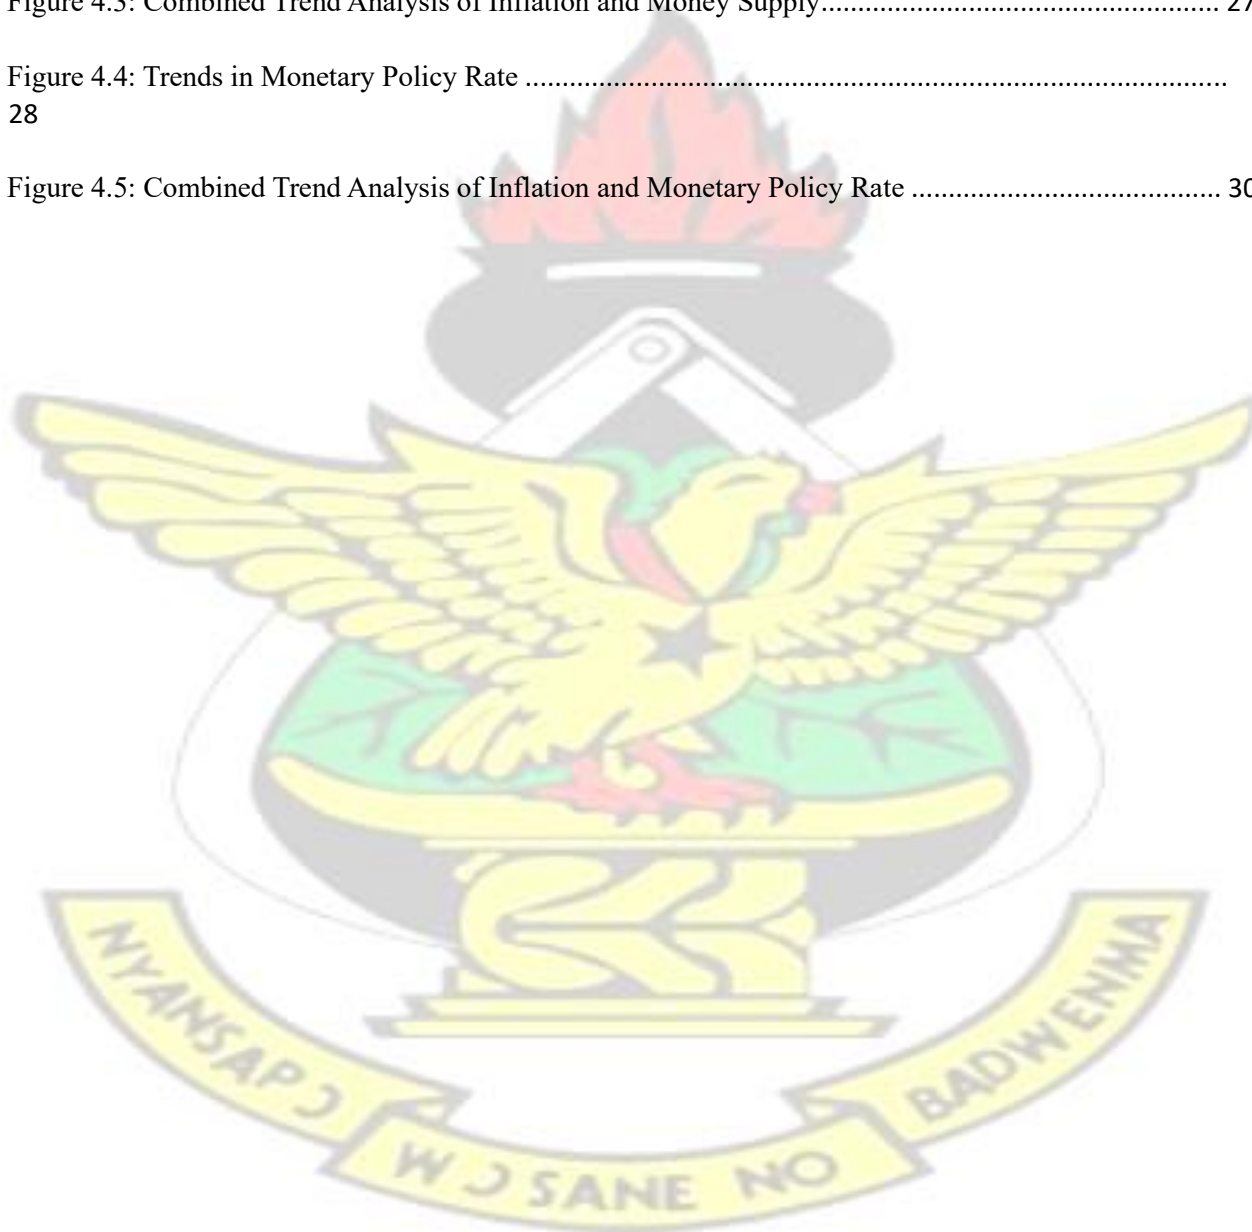 Figure 4.3: Combined Trend Analysis of Inflation and Money Supply...................................................... 27
Figure 4.4: Trends in Monetary Policy Rate ...............................................................................................
28
Figure 4.5: Combined Trend Analysis of Inflation and Monetary Policy Rate .......................................... 30
NYANSAPƆ
WƆSANE NO
BADWENMA